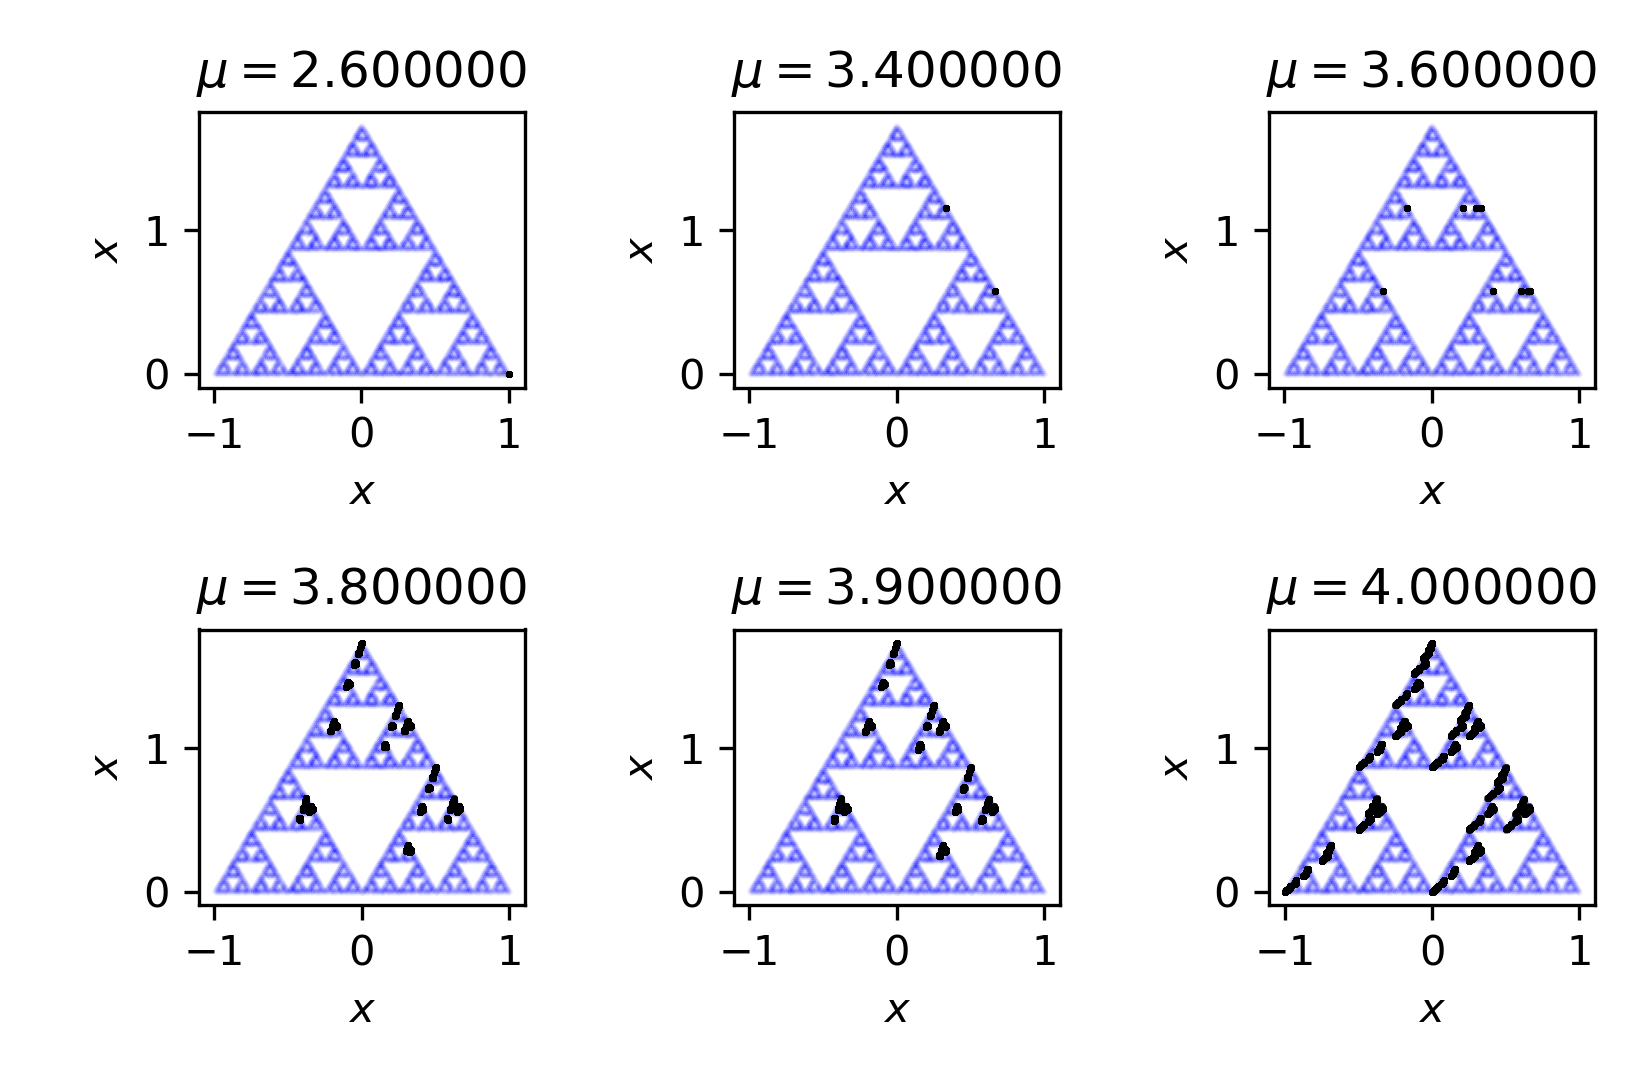 μ = 2.600000 μ = 3.400000 μ = 3.600000
x 1 x 1 x 1
0 0 0
−1 0 1 −1 0 1 −1 0 1
x x x
μ = 3.800000 μ = 3.900000 μ = 4.000000
x 1 x 1 x 1
0 0 0
−1 0 1 −1 0 1 −1 0 1
x x x